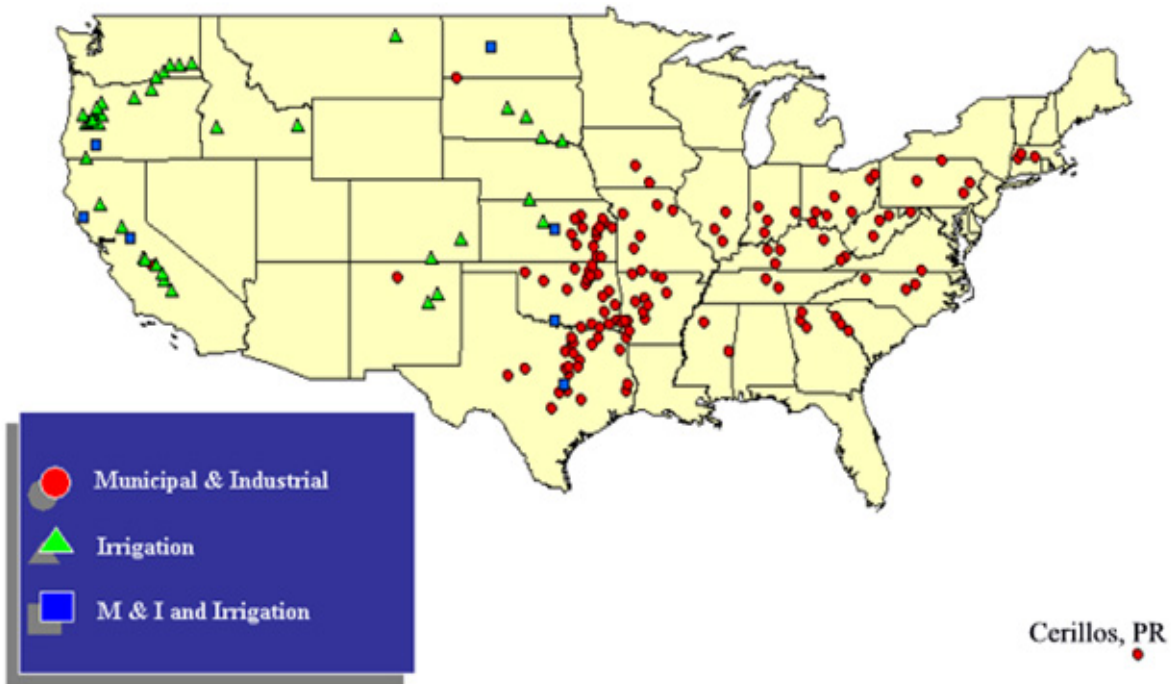 Municipal & Industrial
Irrigation
M & I and Irrigation
Cerillos, PR